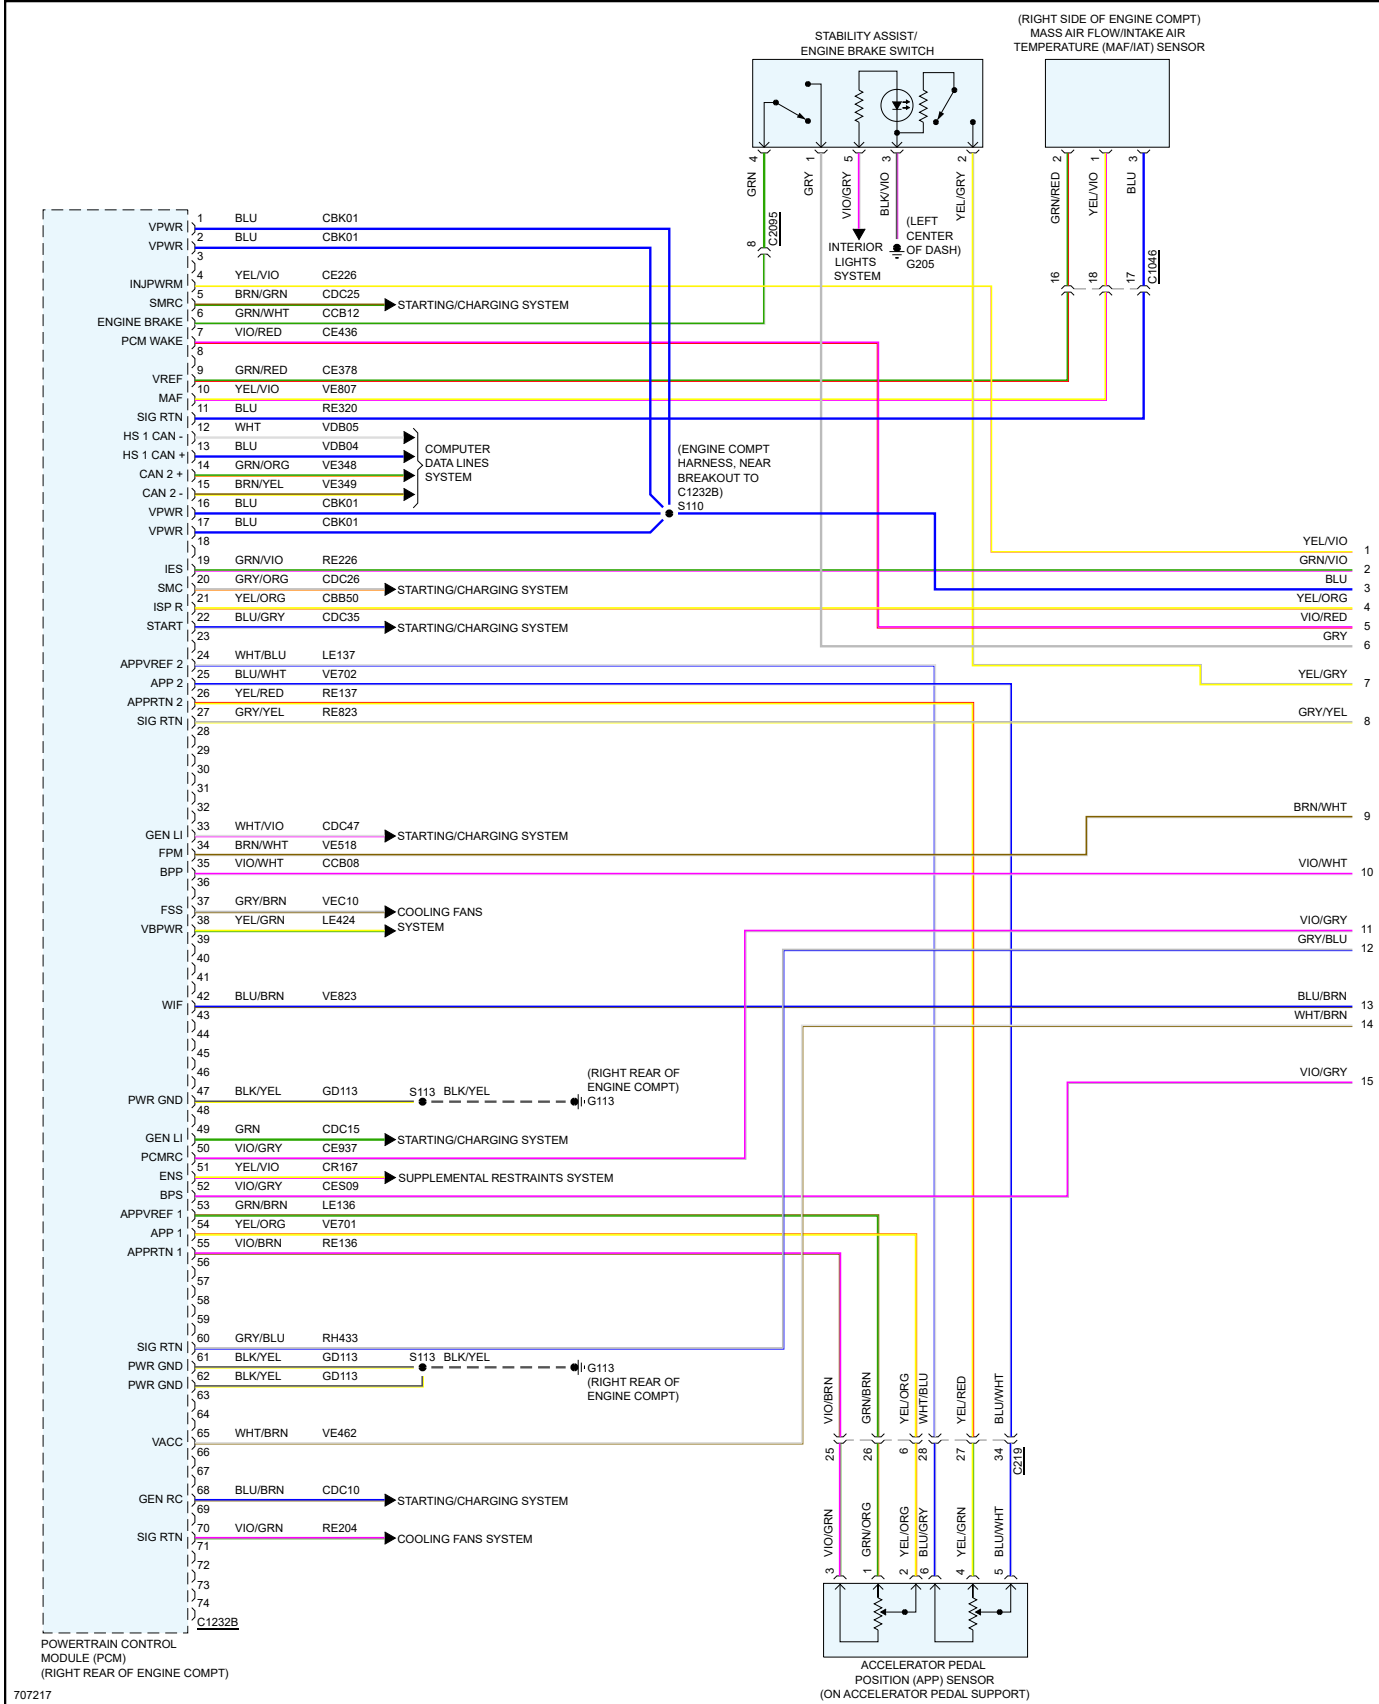 (RIGHT SIDE OF ENGINE COMPT)
MASS AIR FLOW/INTAKE AIR
TEMPERATURE (MAF/IAT) SENSOR
STABILITY ASSIST/
ENGINE BRAKE SWITCH
4 1 5 3 2
GRN GRY VIO/GRY BLK/VIO YEL/GRY
2 1 3
GRN/RED YEL/VIO BLU
8 C2095
INTERIOR
LIGHTS
SYSTEM
(LEFT
CENTER
OF DASH)
G205
16 18 17 C1046
VPWR 1 BLU CBK01
VPWR 2 BLU CBK01
3
INJPWRM 4 YEL/VIO CE226
SMRC 5 BRN/GRN CDC25 STARTING/CHARGING SYSTEM
ENGINE BRAKE 6 GRN/WHT CCB12
PCM WAKE 7 VIO/RED CE436
8
VREF 9 GRN/RED CE378
MAF 10 YEL/VIO VE807
SIG RTN 11 BLU RE320
HS 1 CAN - 12 WHT VDB05
HS 1 CAN + 13 BLU VDB04
CAN 2 + 14 GRN/ORG VE348
CAN 2 - 15 BRN/YEL VE349
COMPUTER
DATA LINES
SYSTEM
VPWR 16 BLU CBK01
VPWR 17 BLU CBK01
(ENGINE COMPT
HARNESS, NEAR
BREAKOUT TO
C1232B)
S110
18
IES 19 GRN/VIO RE226
SMC 20 GRY/ORG CDC26 STARTING/CHARGING SYSTEM
ISP R 21 YEL/ORG CBB50
START 22 BLU/GRY CDC35 STARTING/CHARGING SYSTEM
23
APPVREF 2 24 WHT/BLU LE137
APP 2 25 BLU/WHT VE702
APPRTN 2 26 YEL/RED RE137
SIG RTN 27 GRY/YEL RE823
28
29
30
31
32
GEN LI 33 WHT/VIO CDC47 STARTING/CHARGING SYSTEM
FPM 34 BRN/WHT VE518
BPP 35 VIO/WHT CCB08
36
FSS 37 GRY/BRN VEC10
VBPWR 38 YEL/GRN LE424
COOLING FANS
SYSTEM
39
40
41
WIF 42 BLU/BRN VE823
43
44
45
46
PWR GND 47 BLK/YEL GD113 S113 BLK/YEL G113
(RIGHT REAR OF
ENGINE COMPT)
48
GEN LI 49 GRN CDC15 STARTING/CHARGING SYSTEM
PCMRC 50 VIO/GRY CE937
ENS 51 YEL/VIO CR167 SUPPLEMENTAL RESTRAINTS SYSTEM
BPS 52 VIO/GRY CES09
APPVREF 1 53 GRN/BRN LE136
APP 1 54 YEL/ORG VE701
APPRTN 1 55 VIO/BRN RE136
56
57
58
59
SIG RTN 60 GRY/BLU RH433
PWR GND 61 BLK/YEL GD113 S113 BLK/YEL G113
PWR GND 62 BLK/YEL GD113
(RIGHT REAR OF
ENGINE COMPT)
63
64
VACC 65 WHT/BRN VE462
66
67
GEN RC 68 BLU/BRN CDC10 STARTING/CHARGING SYSTEM
69
SIG RTN 70 VIO/GRN RE204 COOLING FANS SYSTEM
71
72
73
74
C1232B
POWERTRAIN CONTROL
MODULE (PCM)
(RIGHT REAR OF ENGINE COMPT)
YEL/VIO 1
GRN/VIO 2
BLU 3
YEL/ORG 4
VIO/RED 5
GRY 6
YEL/GRY 7
GRY/YEL 8
BRN/WHT 9
VIO/WHT 10
VIO/GRY 11
GRY/BLU 12
BLU/BRN 13
WHT/BRN 14
VIO/GRY 15
VIO/BRN GRN/BRN YEL/ORG WHT/BLU YEL/RED BLU/WHT
25 26 6 28 27 34 C219
VIO/GRN GRN/ORG YEL/ORG BLU/GRY YEL/GRN BLU/WHT
3 1 2 6 4 5
ACCELERATOR PEDAL
POSITION (APP) SENSOR
(ON ACCELERATOR PEDAL SUPPORT)
707217